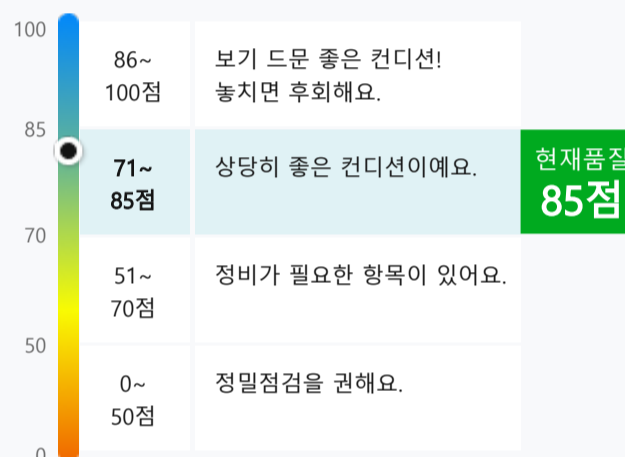 100
86~
100점
보기 드문 좋은 컨디션!
놓치면 후회해요.
85
71~
85점
상당히 좋은 컨디션이예요.
현재품질
85점
70
51~
70점
정비가 필요한 항목이 있어요.
50
0~
50점
정밀점검을 권해요.
0